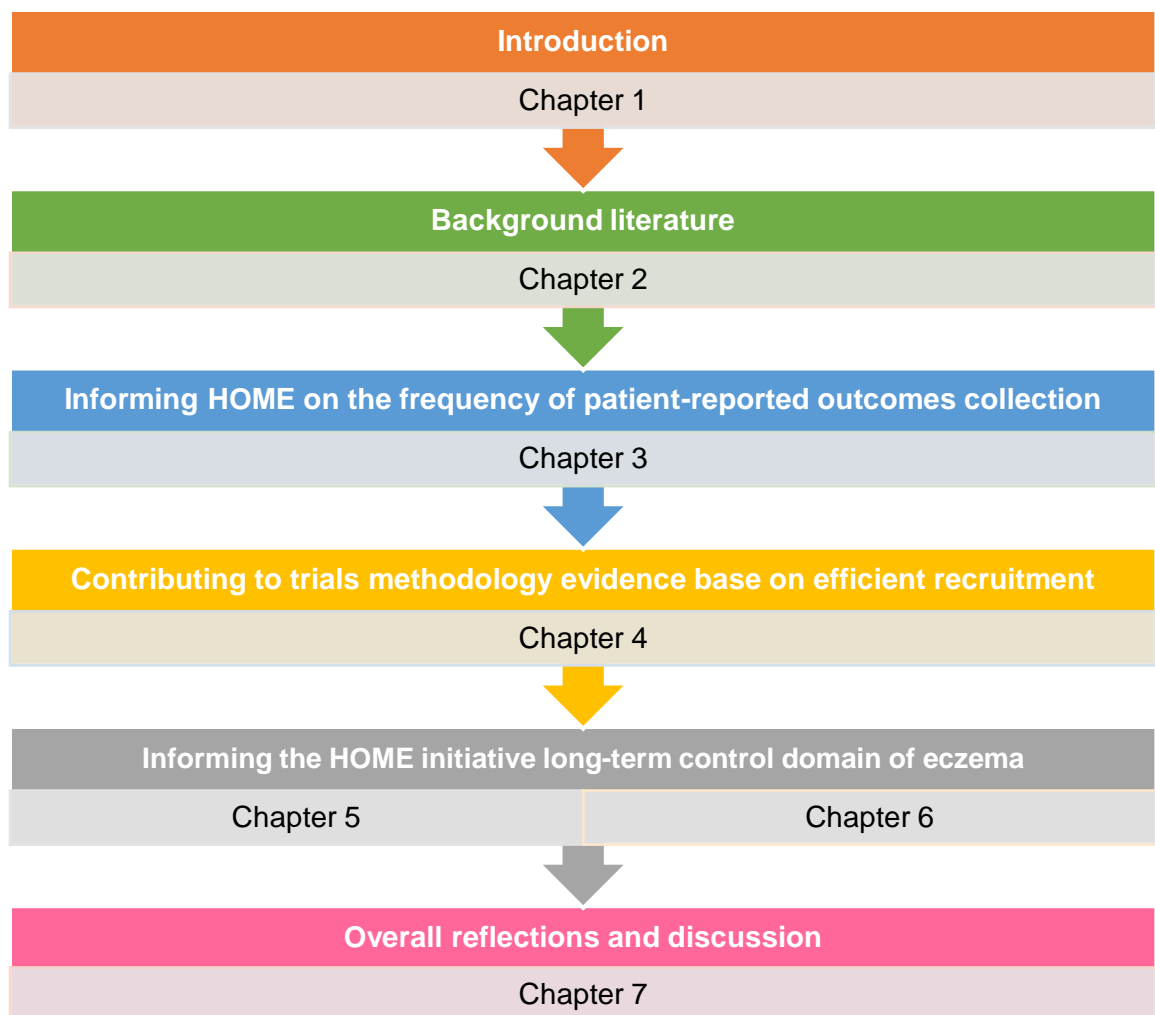 Introduction
Chapter 1
Background literature
Chapter 2
Informing HOME on the frequency of patient-reported outcomes collection
Chapter 3
Contributing to trials methodology evidence base on efficient recruitment
Chapter 4
Informing the HOME initiative long-term control domain of eczema
Chapter 5 Chapter 6
Overall reflections and discussion
Chapter 7